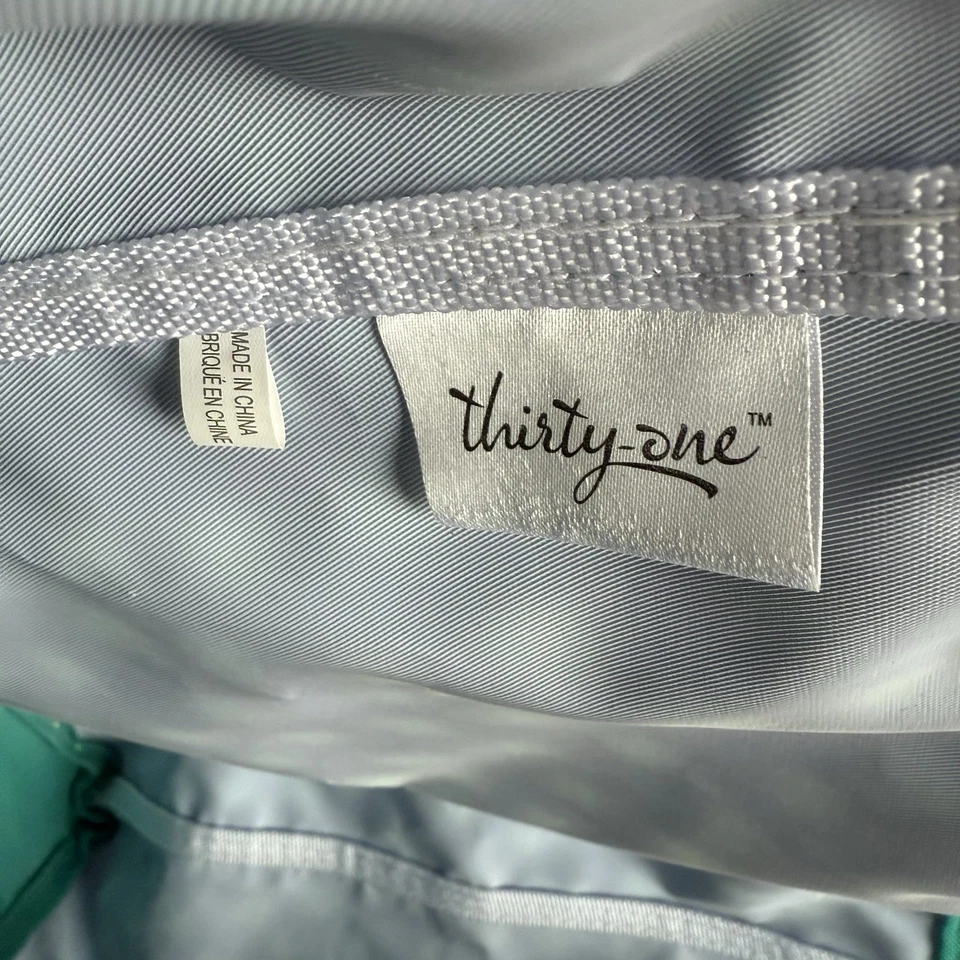 MADE IN CHINA
BRIQUÉ EN CHINE
thirty-one™